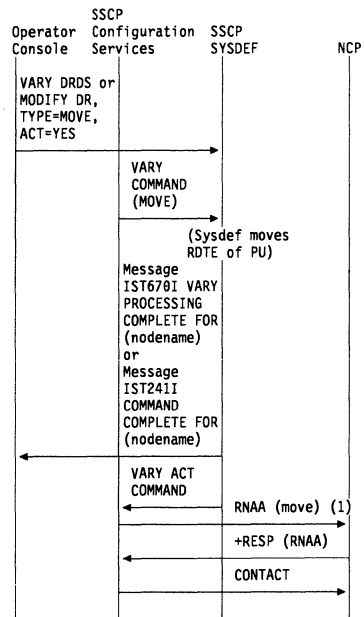 SSCP
Operator Configuration SSCP
Console Services SYSDEF NCP
VARY DRDS or
MODIFY DR,
TYPE=MOVE,
ACT=YES
VARY
COMMAND
(MOVE)
(Sysdef moves
RDTE of PU)
Message
IST670I VARY
PROCESSING
COMPLETE FOR
(nodename)
or
Message
IST241I
COMMAND
COMPLETE FOR
(nodename)
VARY ACT
COMMAND
RNAA (move) (1)
+RESP (RNAA)
CONTACT